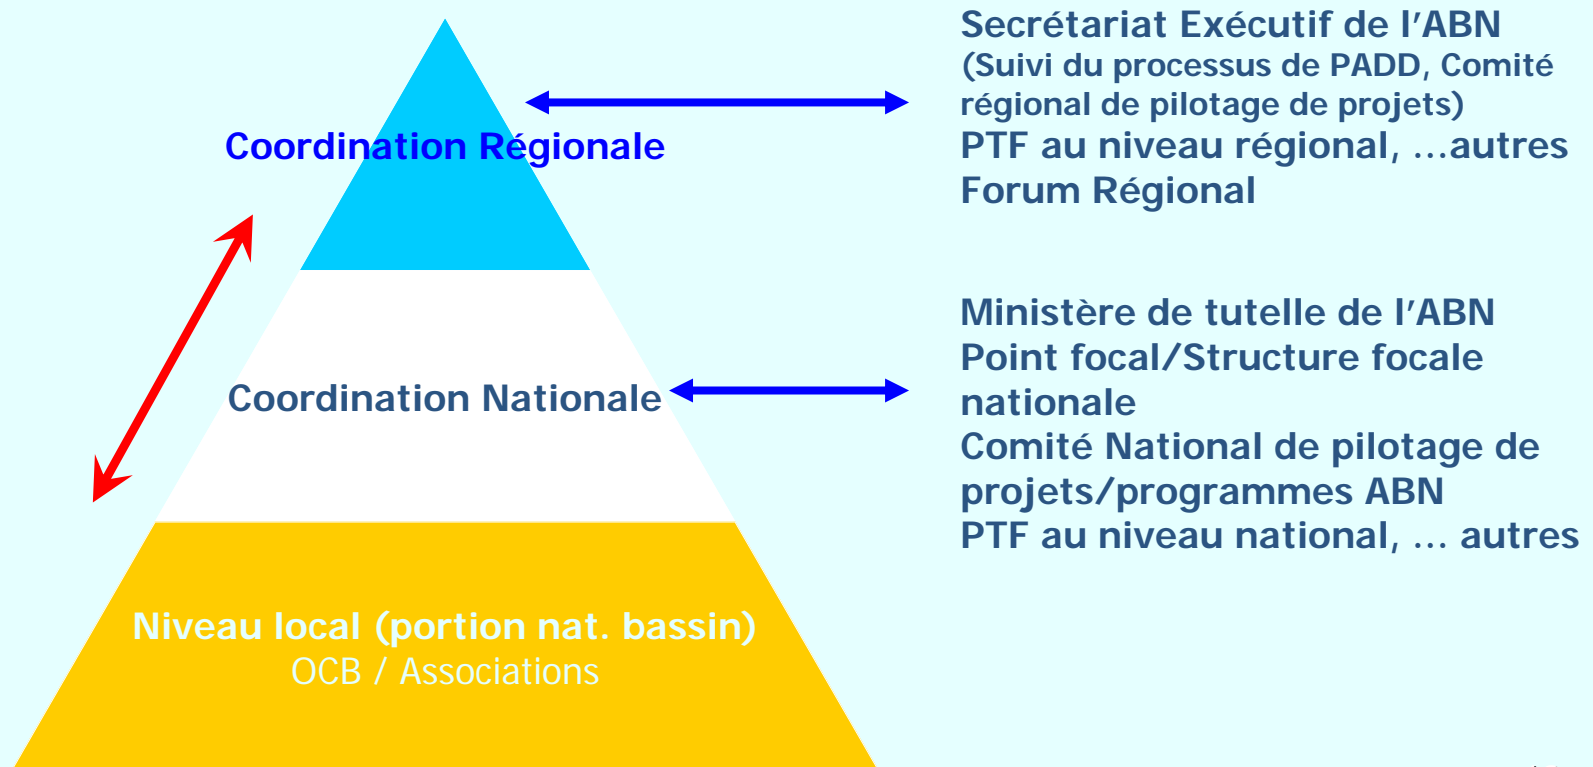 Secrétariat Exécutif de l'ABN
(Suivi du processus de PADD, Comité
régional de pilotage de projets)
PTF au niveau régional, ...autres
Forum Régional
Coordination Régionale
Ministère de tutelle de l'ABN
Point focal/Structure focale
nationale
Comité National de pilotage de
projets/programmes ABN
PTF au niveau national, ... autres
Coordination Nationale
Niveau local (portion nat. bassin)
OCB / Associations